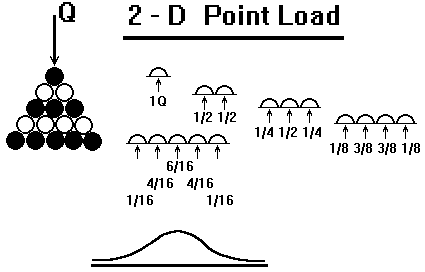 Q
2 - D Point Load
1Q
1/2 1/2
1/4 1/2 1/4
1/8 3/8 3/8 1/8
6/16
4/16 4/16
1/16 1/16